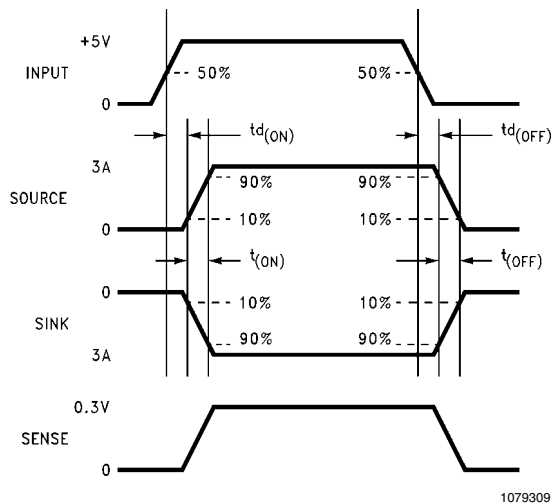 +5V
INPUT
50%
50%
0
td(ON)
td(OFF)
3A
90%
90%
SOURCE
10%
10%
0
t(ON)
t(OFF)
0
10%
10%
SINK
90%
90%
3A
0.3V
SENSE
0
1079309